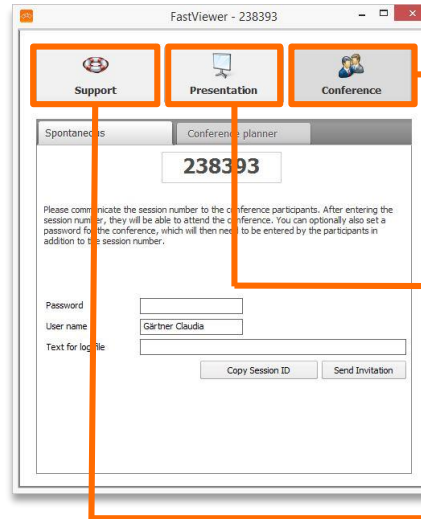 FastViewer - 238393
Support
Presentation
Conference
Spontaneous
Conference planner
238393
Please communicate the session number to the conference participants. After entering the
session number, they will be able to attend the conference. You can optionally also set a
password for the conference, which will then need to be entered by the participants in
addition to the session number.
Password
User name Gärtner Claudia
Text for log file
Copy Session ID
Send Invitation